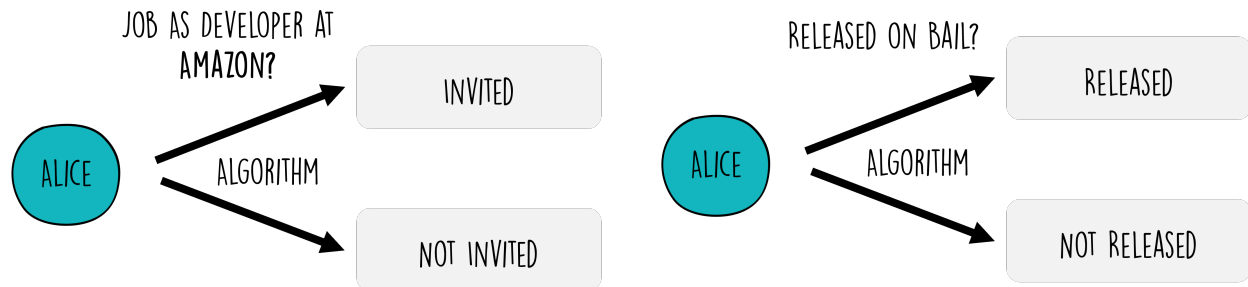 JOB AS DEVELOPER AT
AMAZON?
INVITED
ALICE
ALGORITHM
NOT INVITED
RELEASED ON BAIL?
RELEASED
ALICE
ALGORITHM
NOT RELEASED